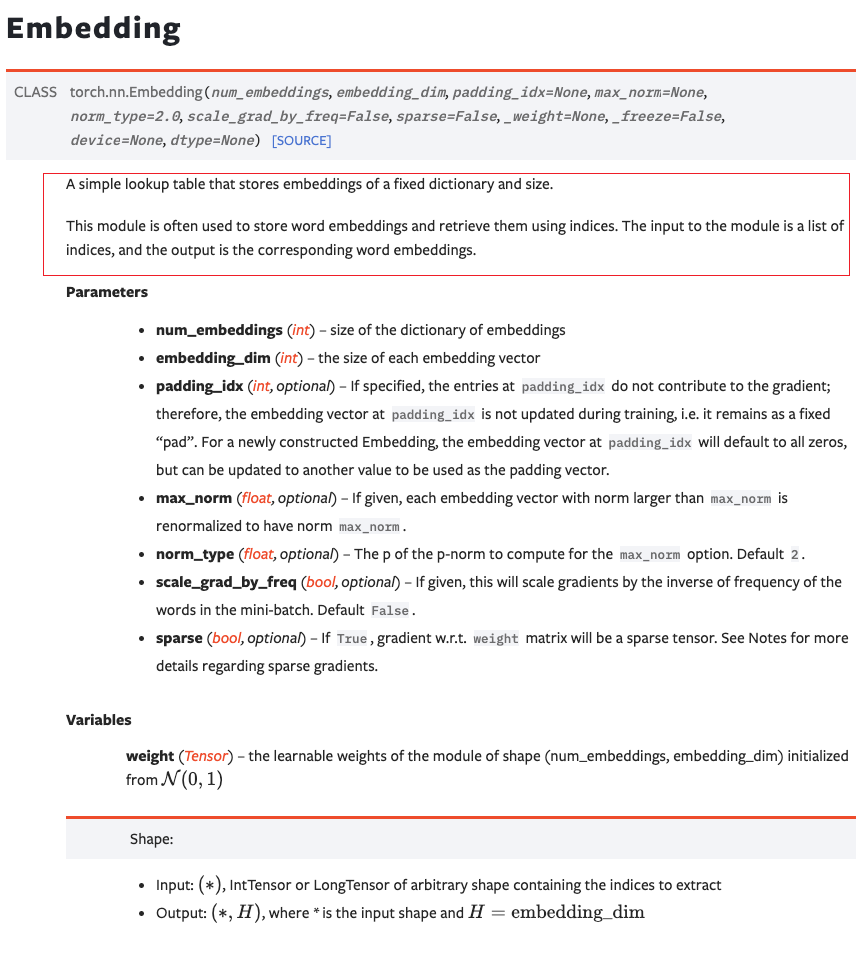 Embedding
CLASS torch.nn.Embedding(num_embeddings, embedding_dim, padding_idx=None, max_norm=None,
norm_type=2.0, scale_grad_by_freq=False, sparse=False, _weight=None, _freeze=False,
device=None, dtype=None) [SOURCE]
A simple lookup table that stores embeddings of a fixed dictionary and size.
This module is often used to store word embeddings and retrieve them using indices. The input to the module is a list of
indices, and the output is the corresponding word embeddings.
Parameters
• num_embeddings (int) – size of the dictionary of embeddings
• embedding_dim (int) – the size of each embedding vector
• padding_idx (int, optional) – If specified, the entries at padding_idx do not contribute to the gradient;
therefore, the embedding vector at padding_idx is not updated during training, i.e. it remains as a fixed
“pad”. For a newly constructed Embedding, the embedding vector at padding_idx will default to all zeros,
but can be updated to another value to be used as the padding vector.
• max_norm (float, optional) – If given, each embedding vector with norm larger than max_norm is
renormalized to have norm max_norm.
• norm_type (float, optional) – The p of the p-norm to compute for the max_norm option. Default 2.
• scale_grad_by_freq (bool, optional) – If given, this will scale gradients by the inverse of frequency of the
words in the mini-batch. Default False.
• sparse (bool, optional) – If True, gradient w.r.t. weight matrix will be a sparse tensor. See Notes for more
details regarding sparse gradients.
Variables
weight (Tensor) – the learnable weights of the module of shape (num_embeddings, embedding_dim) initialized
from 𝒩(0, 1)
Shape:
• Input: (∗), IntTensor or LongTensor of arbitrary shape containing the indices to extract
• Output: (∗, H), where * is the input shape and H = embedding_dim